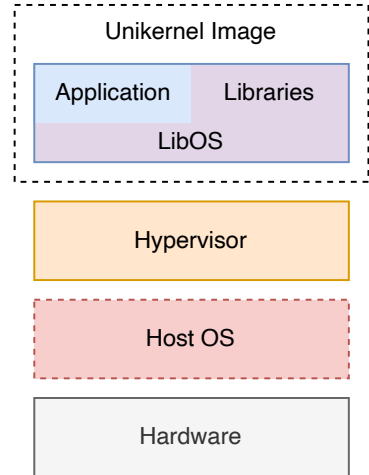 Unikernel Image
Application Libraries
LibOS
Hypervisor
Host OS
Hardware